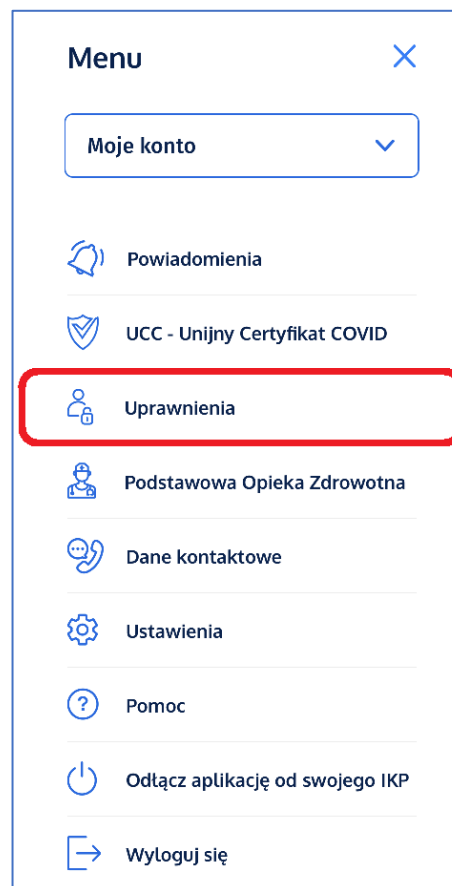 Menu
Moje konto
Powiadomienia
UCC - Unijny Certyfikat COVID
Uprawnienia
Podstawowa Opieka Zdrowotna
Dane kontaktowe
Ustawienia
Pomoc
Odłącz aplikację od swojego IKP
Wyloguj się